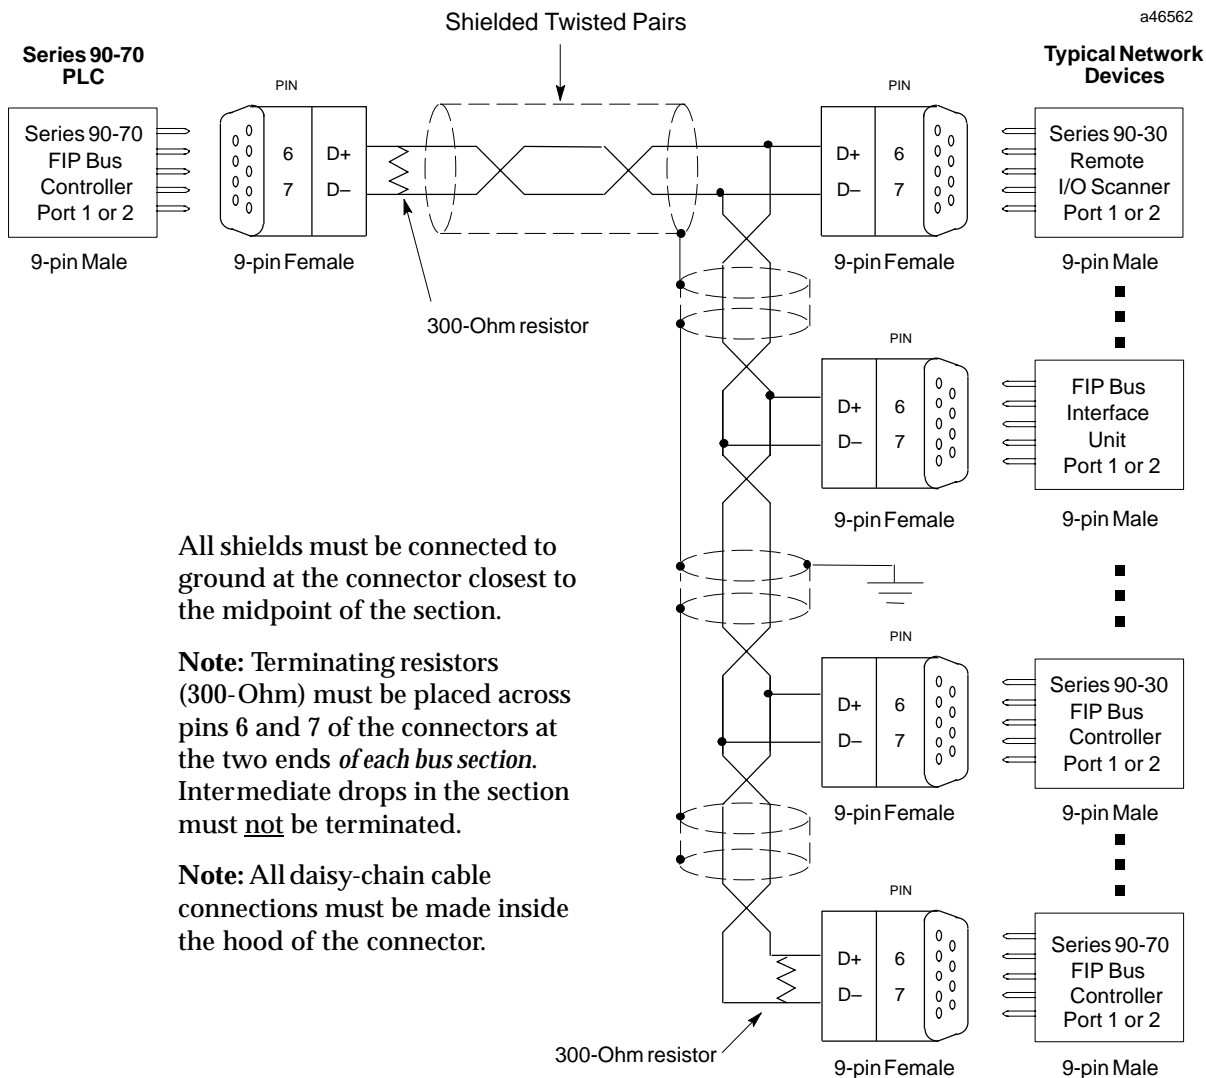 Shielded Twisted Pairs
a46562
Series 90-70
PLC
Typical Network
Devices
PIN
PIN
Series 90-70
FIP Bus
Controller
Port 1 or 2
6 D+
7 D–
D+ 6
D– 7
Series 90-30
Remote
I/O Scanner
Port 1 or 2
9-pin Male
9-pin Female
9-pin Female
9-pin Male
300-Ohm resistor
PIN
D+ 6
D– 7
FIP Bus
Interface
Unit
Port 1 or 2
9-pin Female
9-pin Male
All shields must be connected to
ground at the connector closest to
the midpoint of the section.
Note: Terminating resistors
(300-Ohm) must be placed across
pins 6 and 7 of the connectors at
the two ends of each bus section.
Intermediate drops in the section
must not be terminated.
Note: All daisy-chain cable
connections must be made inside
the hood of the connector.
PIN
D+ 6
D– 7
Series 90-30
FIP Bus
Controller
Port 1 or 2
9-pin Female
9-pin Male
PIN
D+ 6
D– 7
Series 90-70
FIP Bus
Controller
Port 1 or 2
300-Ohm resistor
9-pin Female
9-pin Male